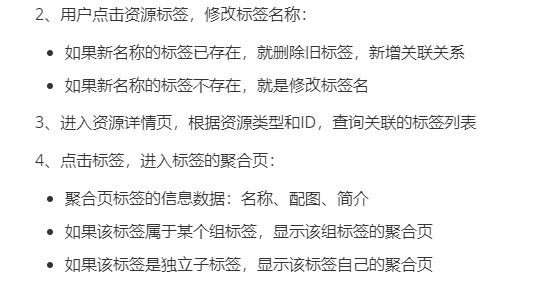 2、用户点击资源标签，修改标签名称：
• 如果新名称的标签已存在，就删除旧标签，新增关联关系
• 如果新名称的标签不存在，就是修改标签名
3、进入资源详情页，根据资源类型和ID，查询关联的标签列表
4、点击标签，进入标签的聚合页：
• 聚合页标签的信息数据：名称、配图、简介
• 如果该标签属于某个组标签，显示该组标签的聚合页
• 如果该标签是独立子标签，显示该标签自己的聚合页